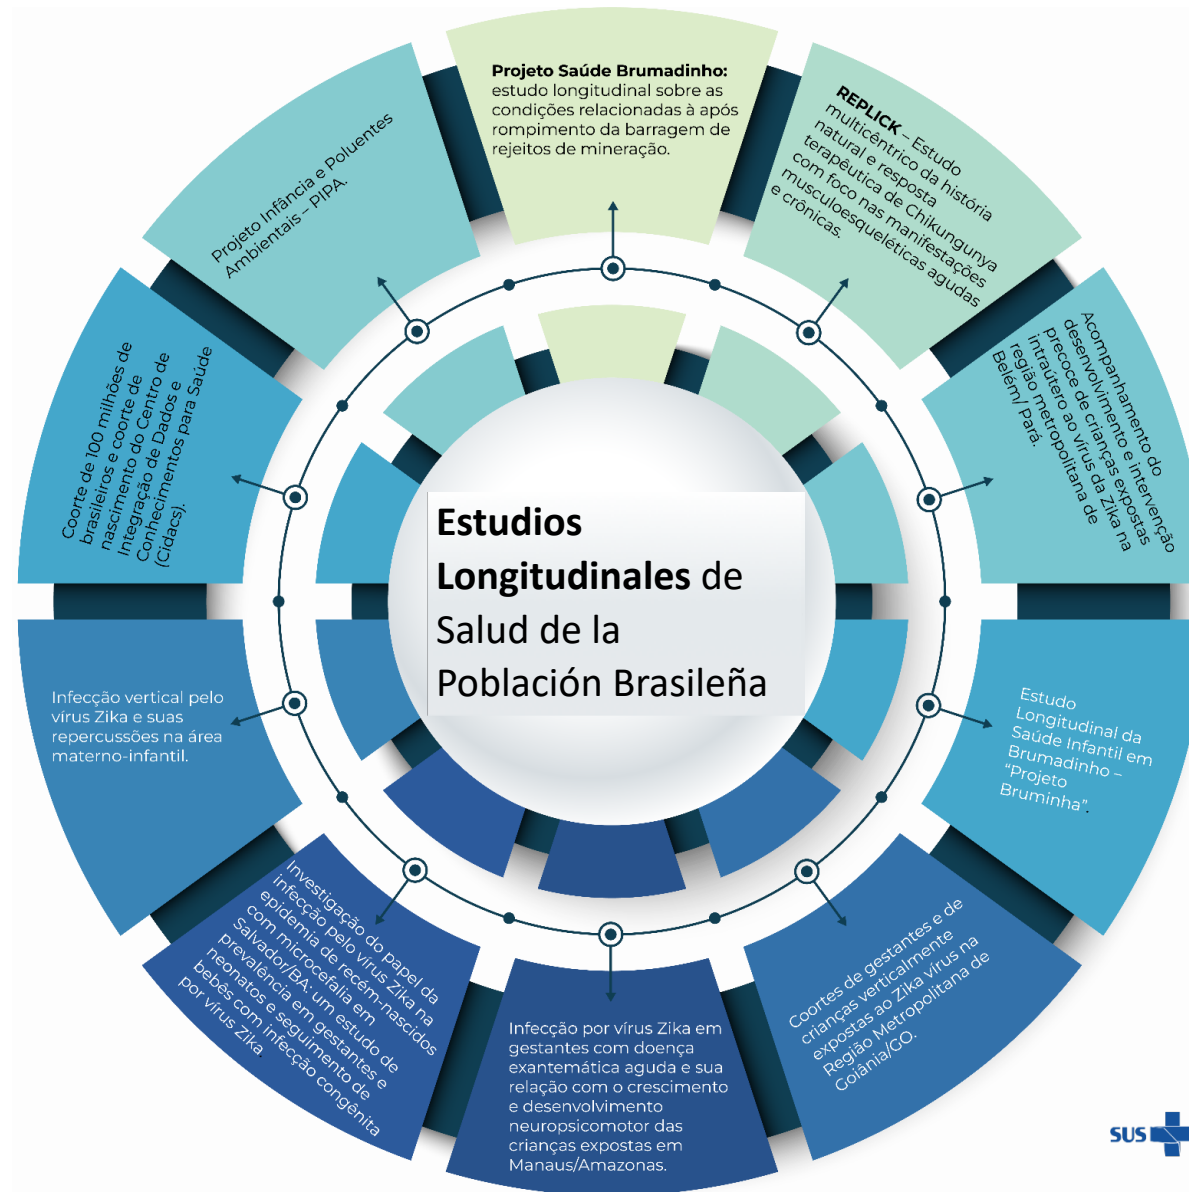 Projeto Saúde Brumadinho:
estudo longitudinal sobre as
condições relacionadas à após
rompimento da barragem de
rejeitos de mineração.
REPLICK – Estudo
multicêntrico da história
natural e resposta
terapêutica de Chikungunya
com foco nas manifestações
musculoesqueléticas agudas
e crônicas.
Acompanhamento do
desenvolvimento e intervenção
precoce de crianças expostas
intraútero ao vírus da Zika na
região metropolitana de
Belém/ Pará.
Estudo
Longitudinal da
Saúde Infantil em
Brumadinho –
“Projeto
Bruminha”.
Coortes de gestantes e de
crianças verticalmente
expostas ao Zika vírus na
Região Metropolitana de
Goiânia/GO.
Infecção por vírus Zika em
gestantes com doença
exantemática aguda e sua
relação com o crescimento
e desenvolvimento
neuropsicomotor das
crianças expostas em
Manaus/Amazonas.
Investigação do papel da
infecção pelo vírus Zika na
epidemia de recém-nascidos
com microcefalia em
Salvador/BA: um estudo de
prevalência em gestantes e
neonatos e seguimento de
bebês com infecção congênita
por vírus Zika.
Infecção vertical pelo
vírus Zika e suas
repercussões na área
materno-infantil.
Coorte de 100 milhões de
brasileiros e coorte de
nascimento do Centro de
Integração de Dados e
Conhecimentos para Saúde
(Cidacs).
Projeto Infância e Poluentes
Ambientais – PIPA.
Estudios
Longitudinales de
Salud de la
Población Brasileña
SUS